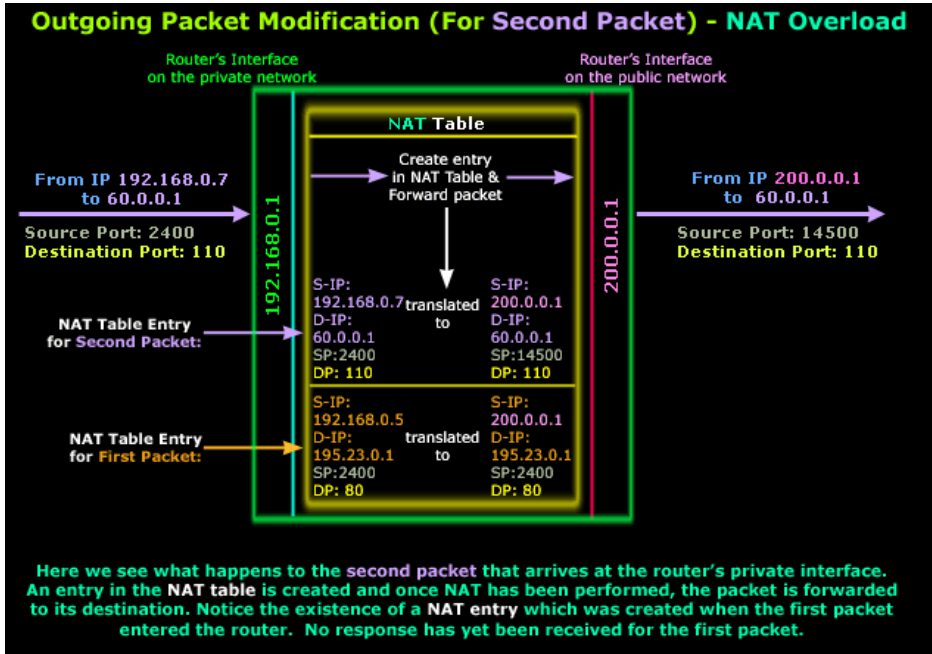 Outgoing Packet Modification (For Second Packet) - NAT Overload
Router's Interface
on the private network
Router's Interface
on the public network
NAT Table
Create entry
in NAT Table &
Forward packet
From IP 192.168.0.7
to 60.0.0.1
Source Port: 2400
Destination Port: 110
192.168.0.1
200.0.0.1
From IP 200.0.0.1
to 60.0.0.1
Source Port: 14500
Destination Port: 110
NAT Table Entry
for Second Packet:
S-IP:
192.168.0.7
D-IP:
60.0.0.1
SP:2400
DP: 110
translated
to
S-IP:
200.0.0.1
D-IP:
60.0.0.1
SP:14500
DP: 110
NAT Table Entry
for First Packet:
S-IP:
192.168.0.5
D-IP:
195.23.0.1
SP:2400
DP: 80
translated
to
S-IP:
200.0.0.1
D-IP:
195.23.0.1
SP:2400
DP: 80
Here we see what happens to the second packet that arrives at the router's private interface.
An entry in the NAT table is created and once NAT has been performed, the packet is forwarded
to its destination. Notice the existence of a NAT entry which was created when the first packet
entered the router. No response has yet been received for the first packet.